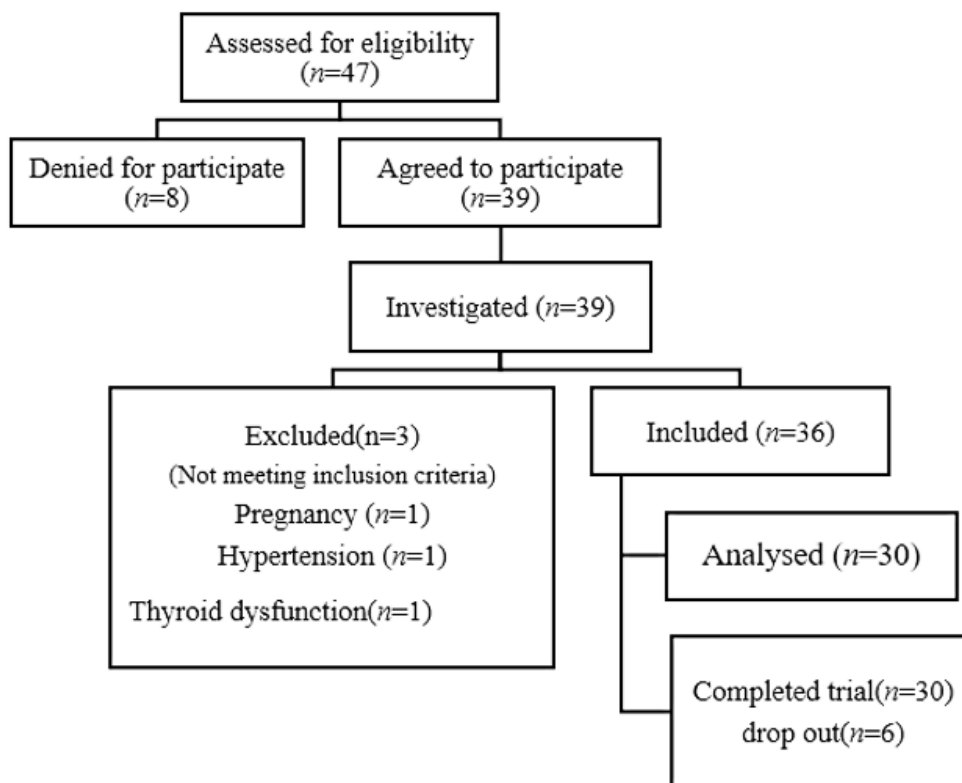 Assessed for eligibility
(n=47)
Denied for participate
(n=8)
Agreed to participate
(n=39)
Investigated (n=39)
Excluded(n=3)
(Not meeting inclusion criteria)
Pregnancy (n=1)
Hypertension (n=1)
Thyroid dysfunction(n=1)
Included (n=36)
Analysed (n=30)
Completed trial(n=30)
drop out(n=6)